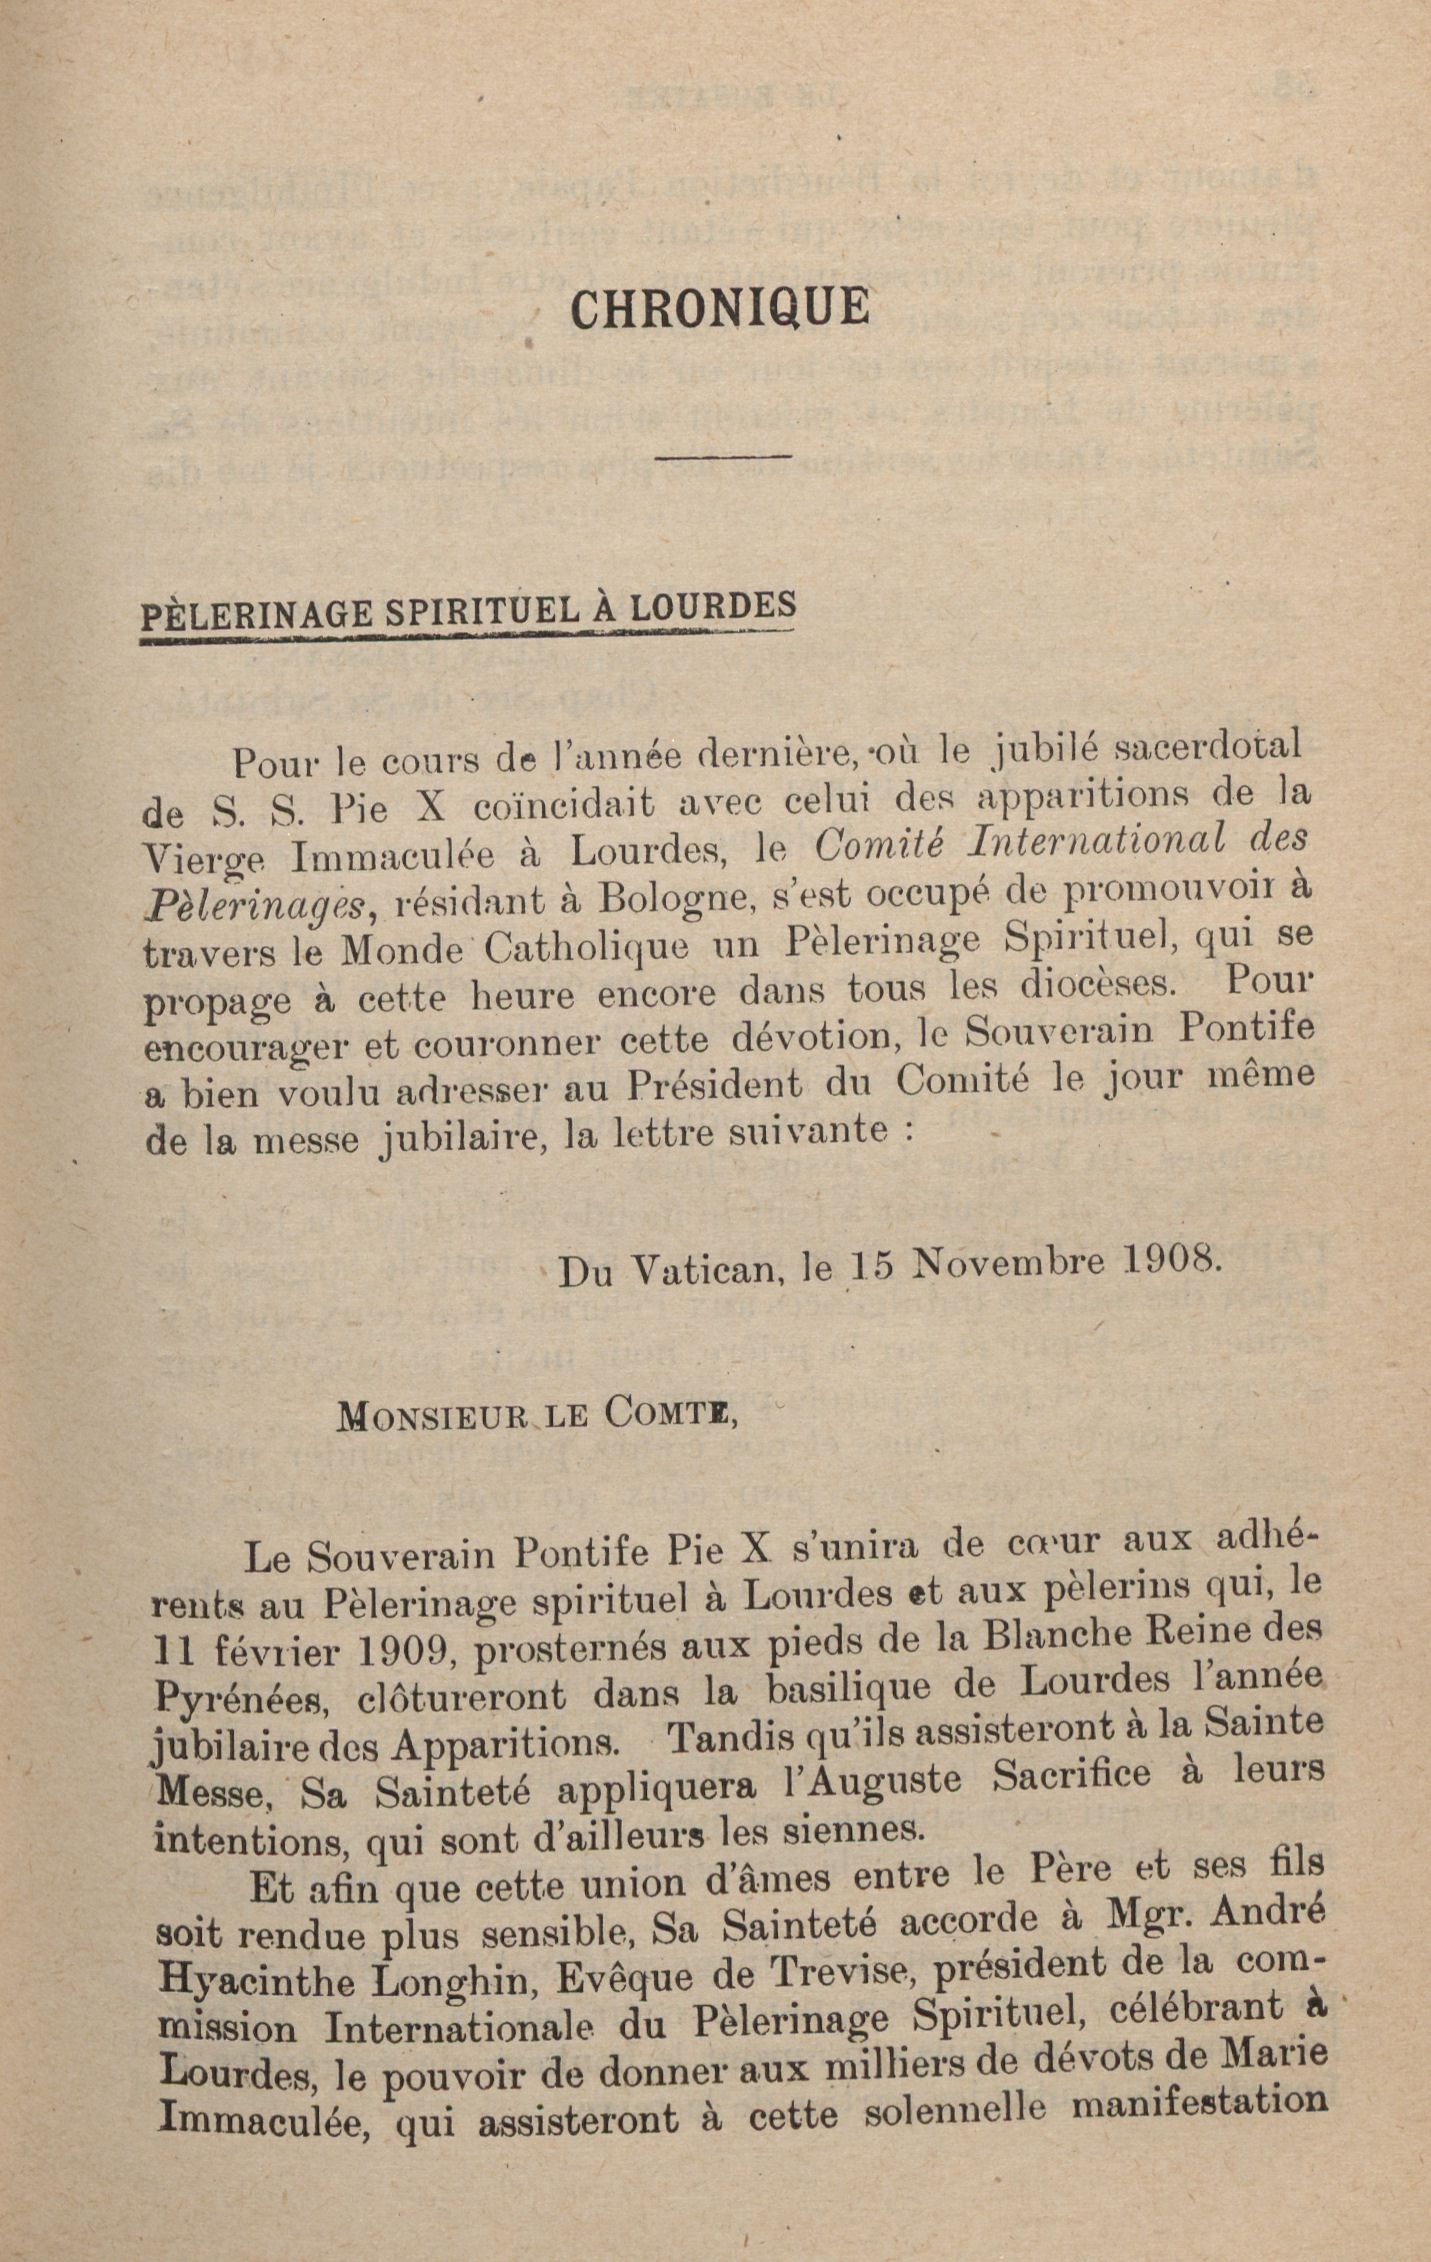 CHRONIQUE
PÈLERINAGE SPIRITUEL À LOURDES
Pour le cours de l'année dernière, où le jubilé sacerdotal
de S. S. Pie X coïncidait avec celui des apparitions de la
Vierge Immaculée à Lourdes, le Comité International des
Pèlerinages, résidant à Bologne, s'est occupé de promouvoir à
travers le Monde Catholique un Pèlerinage Spirituel, qui se
propage à cette heure encore dans tous les diocèses. Pour
encourager et couronner cette dévotion, le Souverain Pontife
a bien voulu adresser au Président du Comité le jour même
de la messe jubilaire, la lettre suivante :
Du Vatican, le 15 Novembre 1908.
MONSIEUR LE COMTE,
Le Souverain Pontife Pie X s'unira de cœur aux adhé-
rents au Pèlerinage spirituel à Lourdes et aux pèlerins qui, le
11 février 1909, prosternés aux pieds de la Blanche Reine des
Pyrénées, clôtureront dans la basilique de Lourdes l'année
jubilaire des Apparitions. Tandis qu'ils assisteront à la Sainte
Messe, Sa Sainteté appliquera l'Auguste Sacrifice à leurs
intentions, qui sont d'ailleurs les siennes.
Et afin que cette union d'âmes entre le Père et ses fils
soit rendue plus sensible, Sa Sainteté accorde à Mgr. André
Hyacinthe Longhin, Evêque de Trevise, président de la com-
mission Internationale du Pèlerinage Spirituel, célébrant à
Lourdes, le pouvoir de donner aux milliers de dévots de Marie
Immaculée, qui assisteront à cette solennelle manifestation